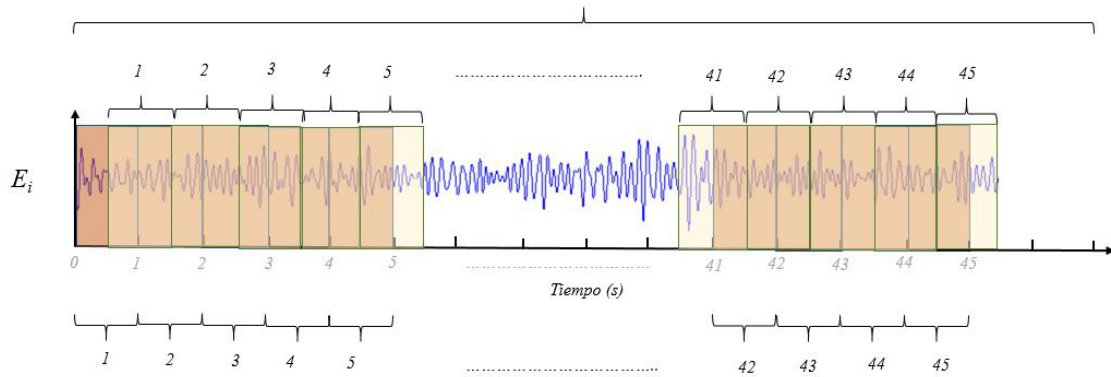 1 2 3 4 5 ........................................ 41 42 43 44 45
E_i
0 1 2 3 4 5 ........................................ 41 42 43 44 45
Tiempo (s)
1 2 3 4 5 ........................................ 42 43 44 45